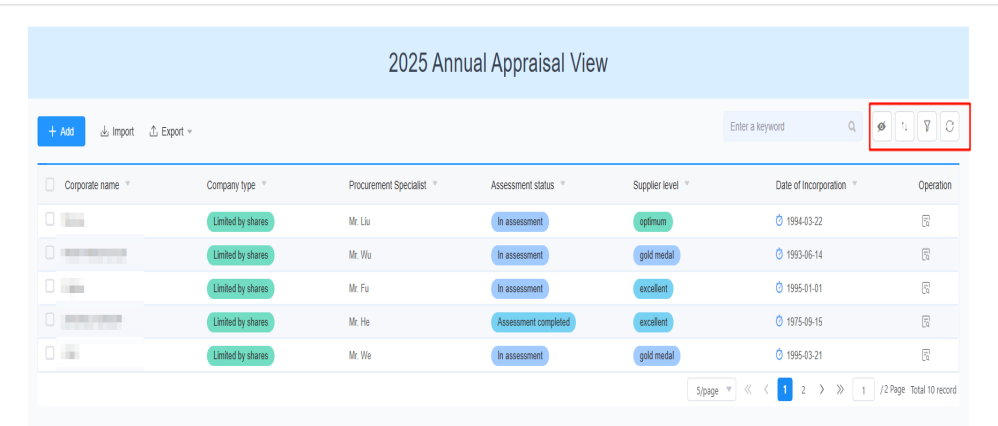 2025 Annual Appraisal View
+ Add Import Export Enter a keyword
Corporate name Company type Procurement Specialist Assessment status Supplier level Date of Incorporation Operation
Limited by shares Mr. Liu In assessment optimum 1994-03-22
Limited by shares Mr. Wu In assessment gold medal 1993-06-14
Limited by shares Mr. Fu In assessment excellent 1995-01-01
Limited by shares Mr. He Assessment completed excellent 1975-09-15
Limited by shares Mr. We In assessment gold medal 1995-03-21
5/page 1 2 1 / 2 Page Total 10 record